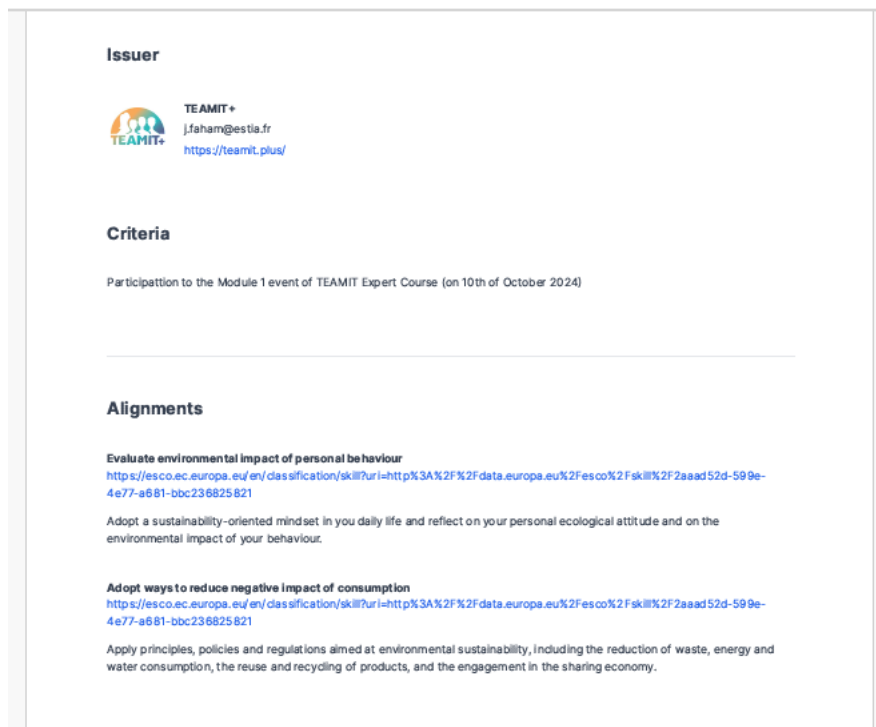 Issuer
TEAMIT+
TEAMIT+
j.faham@estia.fr
https://teamit.plus/
Criteria
Participattion to the Module 1 event of TEAMIT Expert Course (on 10th of October 2024)
Alignments
Evaluate environmental impact of personal behaviour
https://esco.ec.europa.eu/en/classification/skill?uri=http%3A%2F%2Fdata.europa.eu%2Fesco%2Fskill%2F2aaad52d-599e-
4e77-a681-bbc236825821
Adopt a sustainability-oriented mindset in you daily life and reflect on your personal ecological attitude and on the
environmental impact of your behaviour.
Adopt ways to reduce negative impact of consumption
https://esco.ec.europa.eu/en/classification/skill?uri=http%3A%2F%2Fdata.europa.eu%2Fesco%2Fskill%2F2aaad52d-599e-
4e77-a681-bbc236825821
Apply principles, policies and regulations aimed at environmental sustainability, including the reduction of waste, energy and
water consumption, the reuse and recycling of products, and the engagement in the sharing economy.